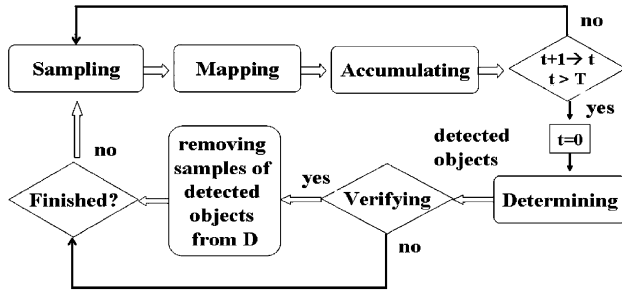 no
Sampling
Mapping
Accumulating
t+1→ t
t > T
yes
t=0
detected
objects
Determining
Verifying
yes
no
removing
samples of
detected
objects
from D
Finished?
no